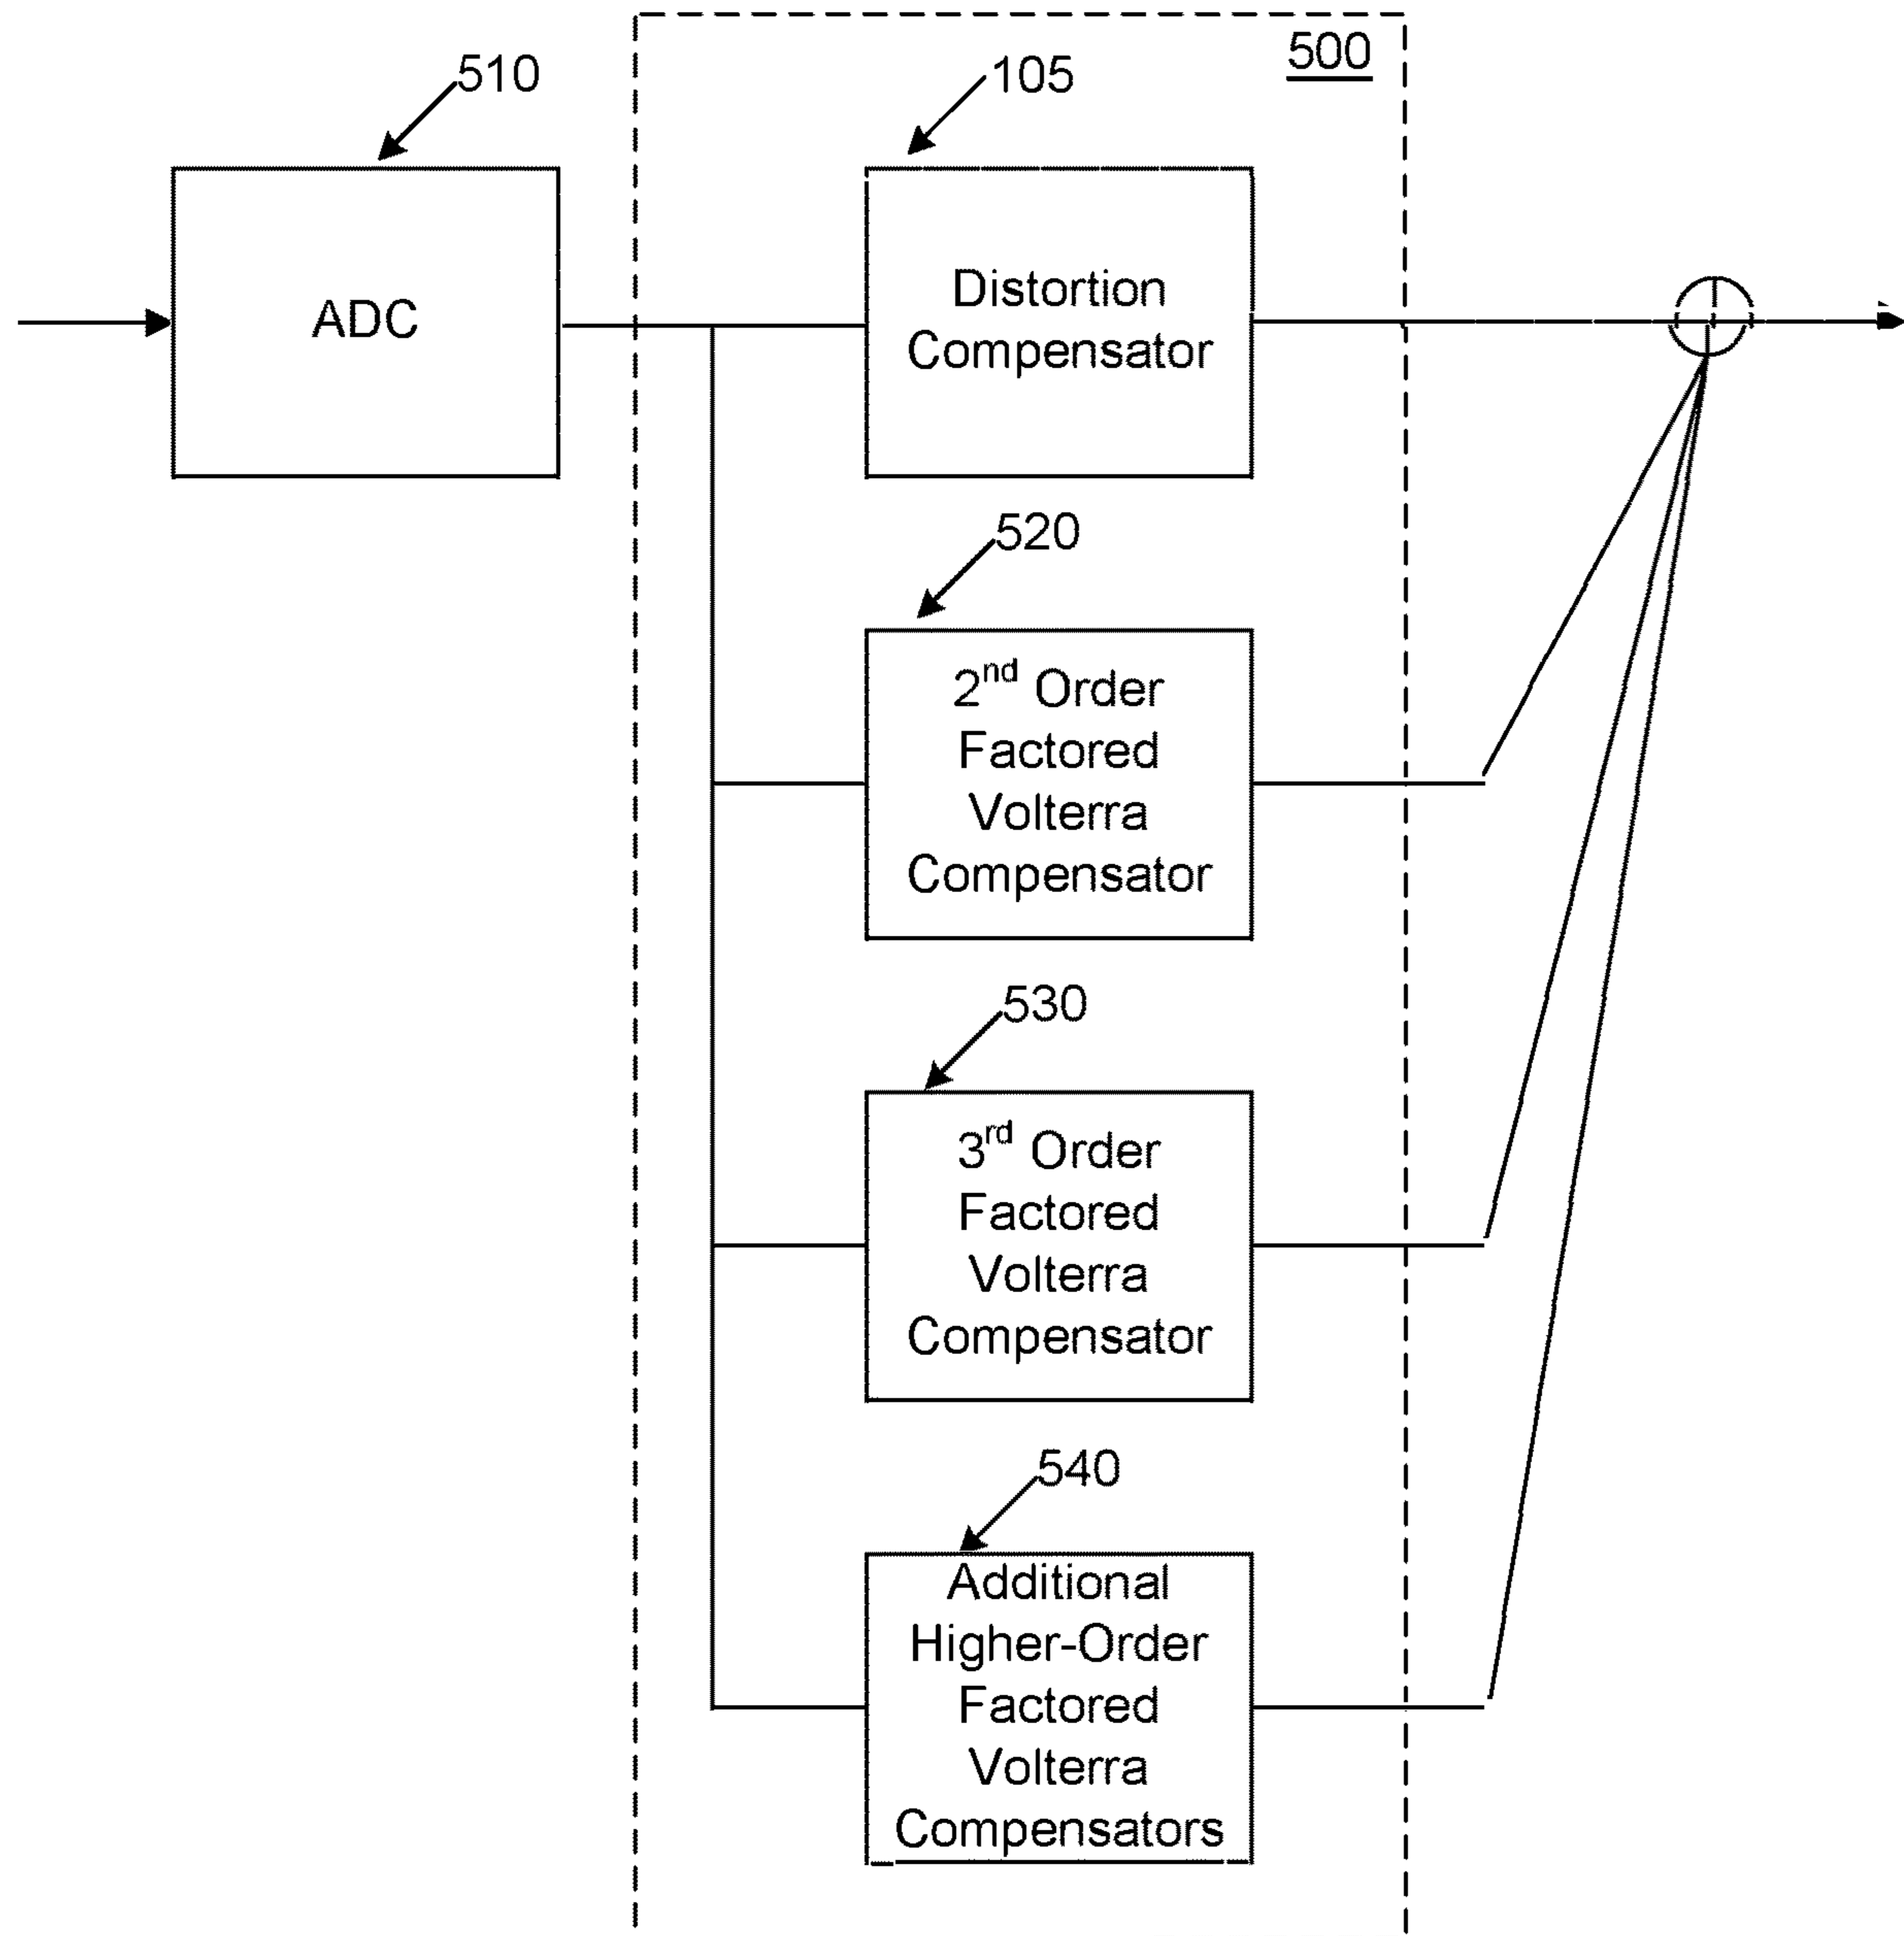 500
510
105
ADC
Distortion
Compensator
520
2nd Order
Factored
Volterra
Compensator
530
3rd Order
Factored
Volterra
Compensator
540
Additional
Higher-Order
Factored
Volterra
Compensators